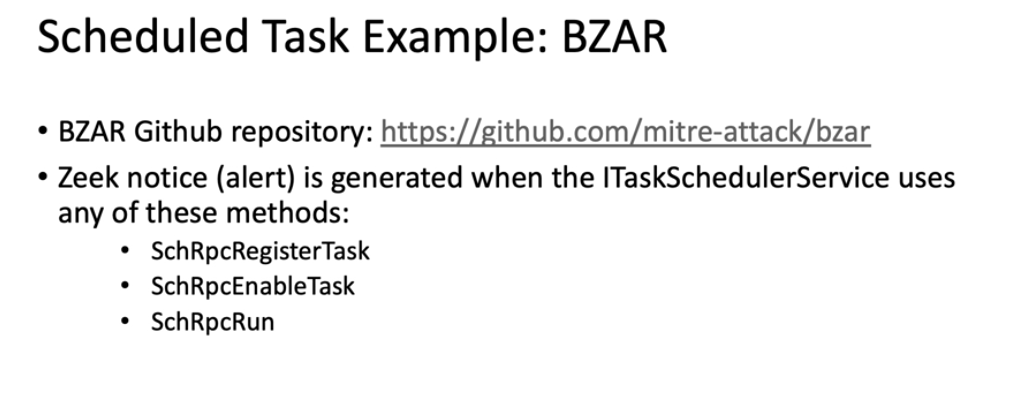 Scheduled Task Example: BZAR
• BZAR Github repository: https://github.com/mitre-attack/bzar
• Zeek notice (alert) is generated when the ITaskSchedulerService uses
any of these methods:
• SchRpcRegisterTask
• SchRpcEnableTask
• SchRpcRun